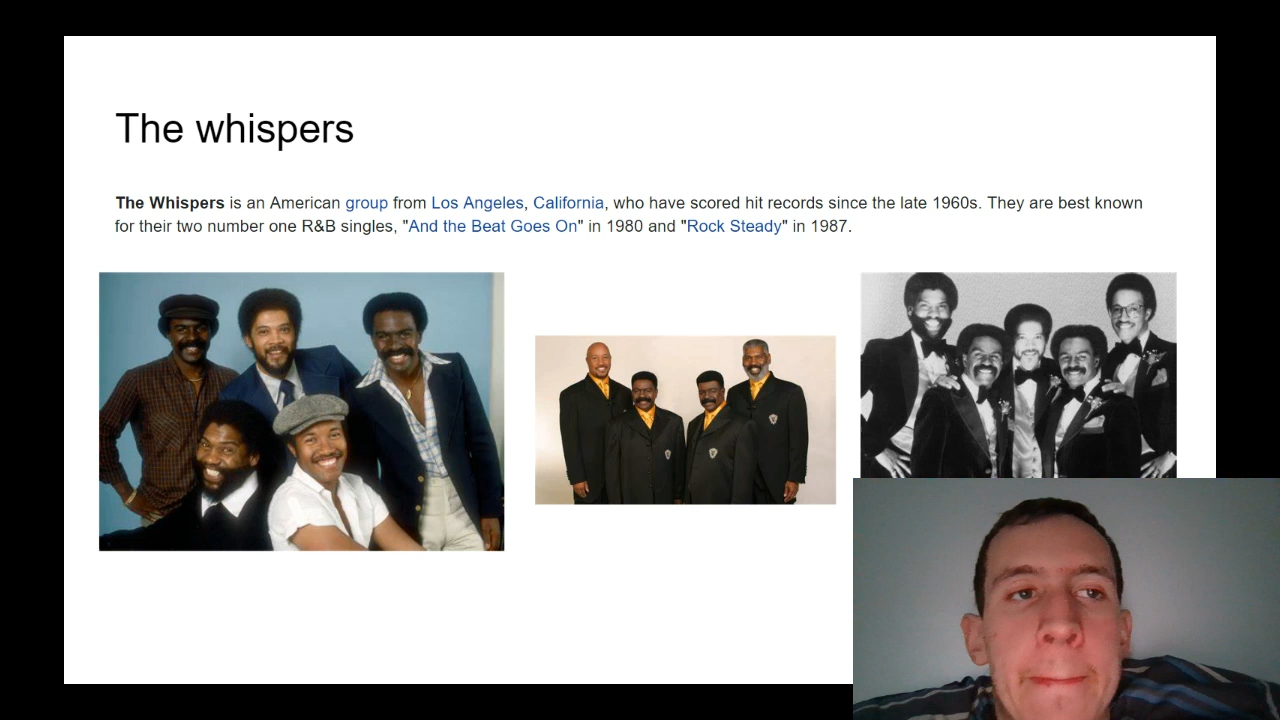 The whispers
The Whispers is an American group from Los Angeles, California, who have scored hit records since the late 1960s. They are best known
for their two number one R&B singles, "And the Beat Goes On" in 1980 and "Rock Steady" in 1987.